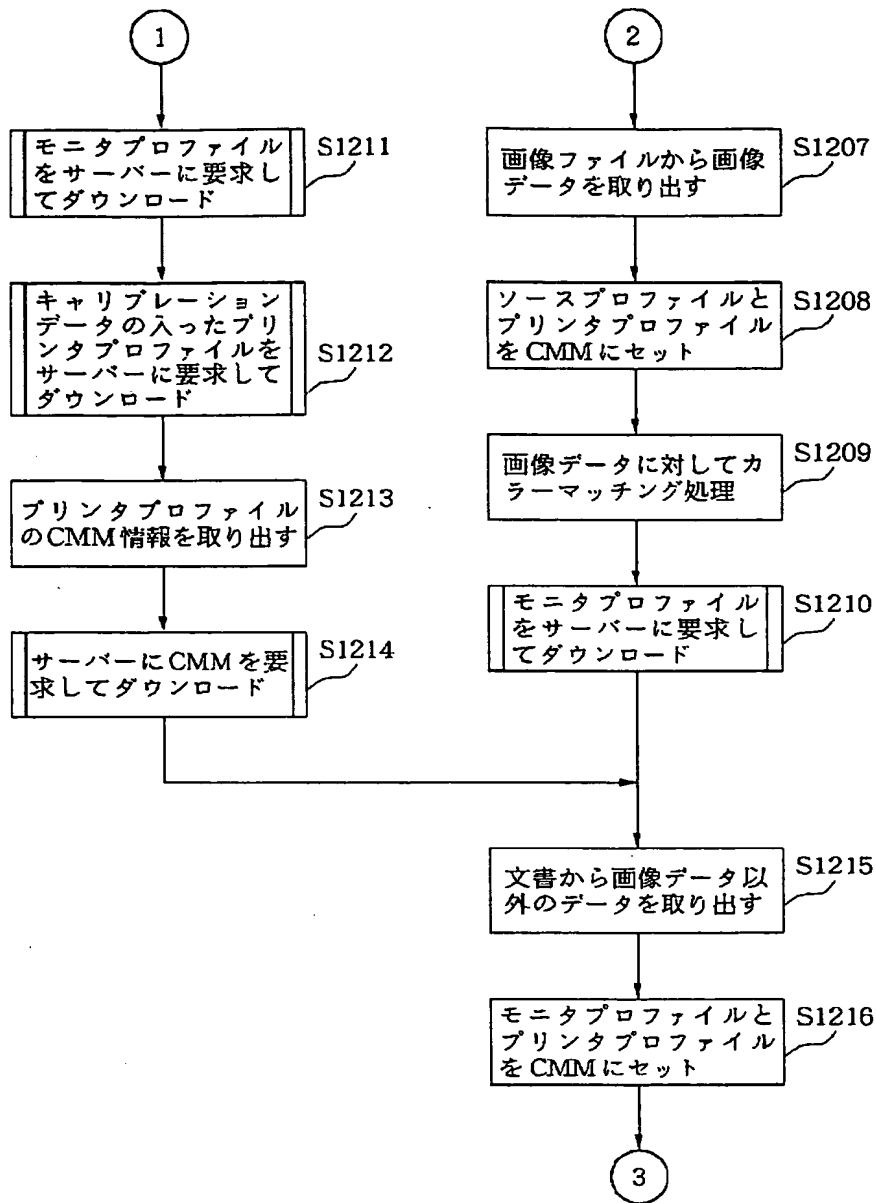 1
モニタプロファイル
をサーバーに要求し
てダウンロード
S1211
キャリブレーション
データの入ったプリ
ンタプロファイルを
サーバーに要求して
ダウンロード
S1212
プリンタプロファイル
のCMM情報を取り出す
S1213
サーバーにCMMを要
求してダウンロード
S1214
2
画像ファイルから画像
データを取り出す
S1207
ソースプロファイルと
プリンタプロファイル
をCMMにセット
S1208
画像データに対してカ
ラーマッチング処理
S1209
モニタプロファイル
をサーバーに要求し
てダウンロード
S1210
文書から画像データ以
外のデータを取り出す
S1215
モニタプロファイルと
プリンタプロファイル
をCMMにセット
S1216
3